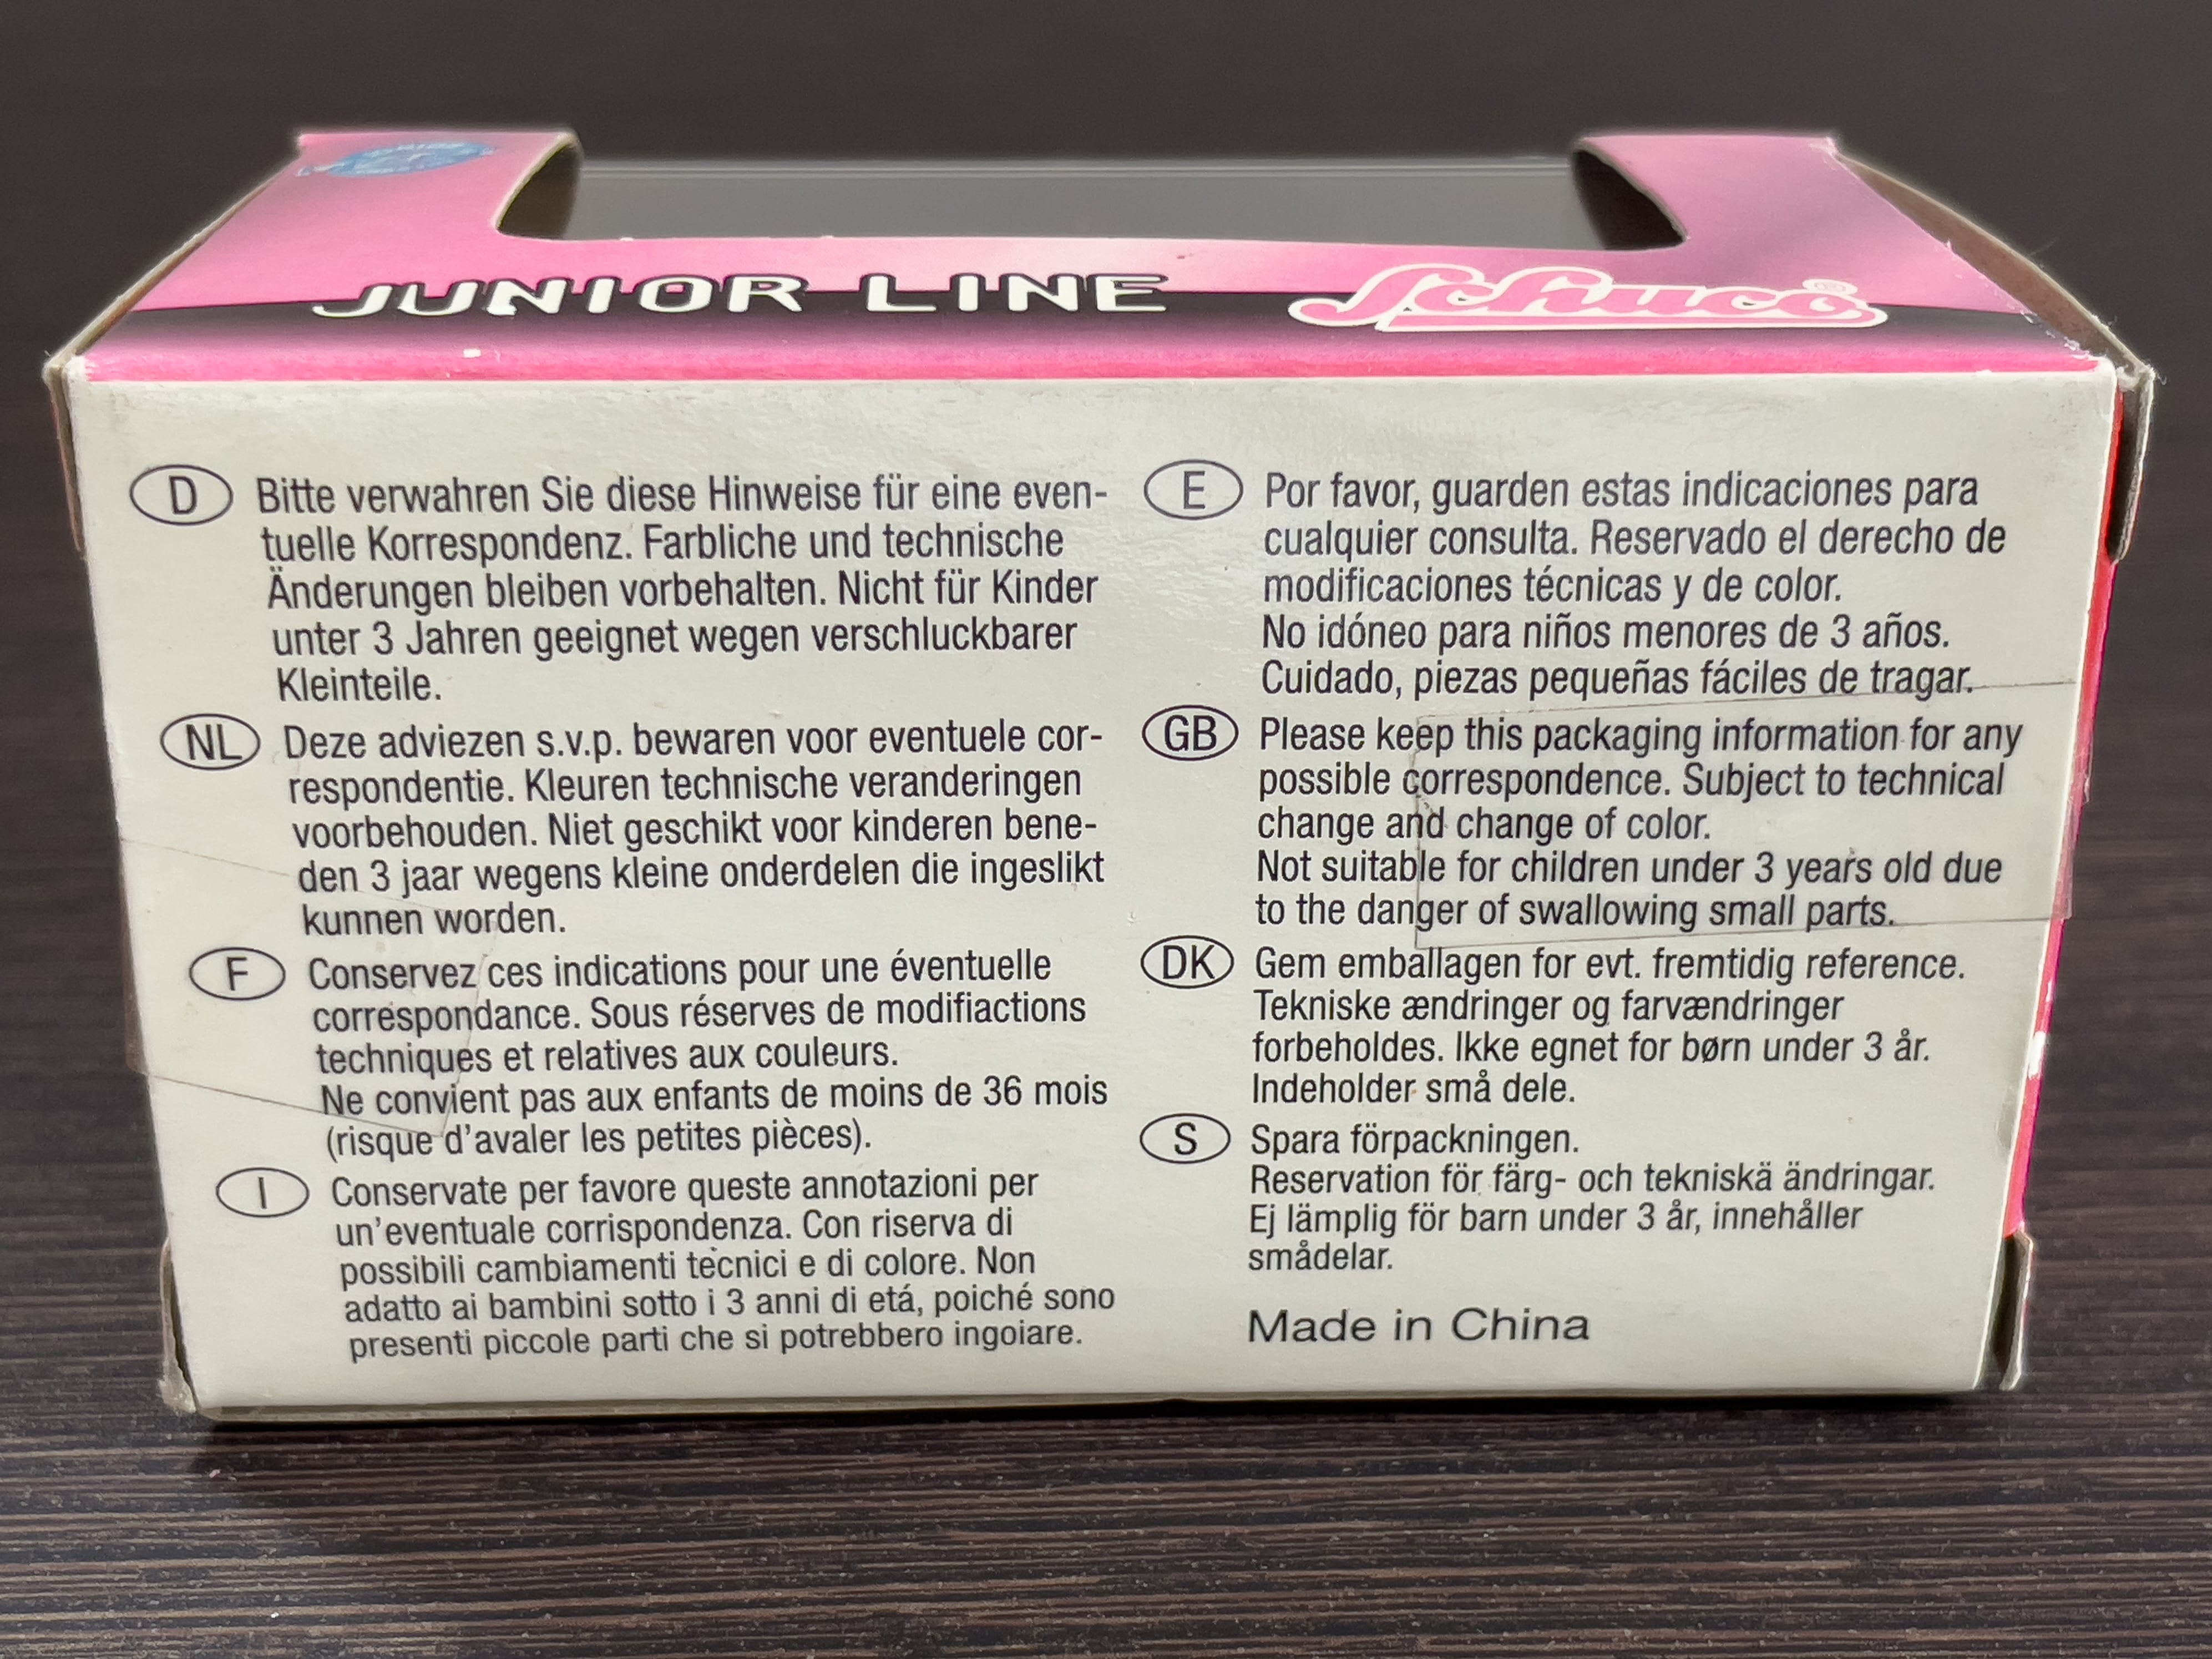 JUNIOR LINE Schuco®
D Bitte verwahren Sie diese Hinweise für eine even-
tuelle Korrespondenz. Farbliche und technische
Änderungen bleiben vorbehalten. Nicht für Kinder
unter 3 Jahren geeignet wegen verschluckbarer
Kleinteile.
NL Deze adviezen s.v.p. bewaren voor eventuele cor-
respondentie. Kleuren technische veranderingen
voorbehouden. Niet geschikt voor kinderen bene-
den 3 jaar wegens kleine onderdelen die ingeslikt
kunnen worden.
F Conservez ces indications pour une éventuelle
correspondance. Sous réserves de modifiactions
techniques et relatives aux couleurs.
Ne convient pas aux enfants de moins de 36 mois
(risque d'avaler les petites pièces).
I Conservate per favore queste annotazioni per
un'eventuale corrispondenza. Con riserva di
possibili cambiamenti tecnici e di colore. Non
adatto ai bambini sotto i 3 anni di etá, poiché sono
presenti piccole parti che si potrebbero ingoiare.
E Por favor, guarden estas indicaciones para
cualquier consulta. Reservado el derecho de
modificaciones técnicas y de color.
No idóneo para niños menores de 3 años.
Cuidado, piezas pequeñas fáciles de tragar.
GB Please keep this packaging information for any
possible correspondence. Subject to technical
change and change of color.
Not suitable for children under 3 years old due
to the danger of swallowing small parts.
DK Gem emballagen for evt. fremtidig reference.
Tekniske ændringer og farvændringer
forbeholdes. Ikke egnet for børn under 3 år.
Indeholder små dele.
S Spara förpackningen.
Reservation för färg- och tekniskä ändringar.
Ej lämplig för barn under 3 år, innehåller
smådelar.
Made in China